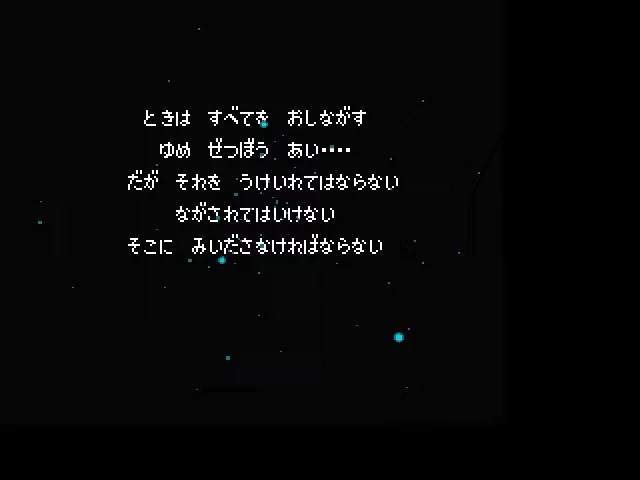 ときは　すべてを　おしながす
ゆめ　ぜつぼう　あい‥‥
だが　それを　うけいれてはならない
ながされてはいけない
そこに　みいださなければならない